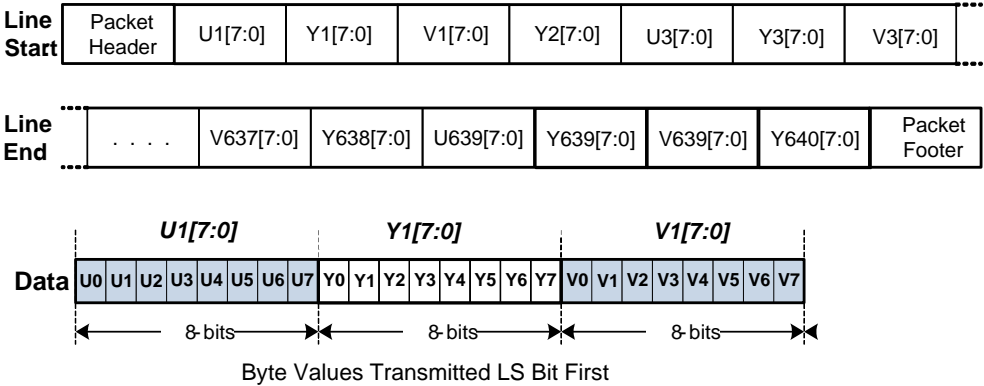 Line Start Packet Header U1[7:0] Y1[7:0] V1[7:0] Y2[7:0] U3[7:0] Y3[7:0] V3[7:0]
Line End . . . . V637[7:0] Y638[7:0] U639[7:0] Y639[7:0] V639[7:0] Y640[7:0] Packet Footer
U1[7:0] Y1[7:0] V1[7:0]
Data U0 U1 U2 U3 U4 U5 U6 U7 Y0 Y1 Y2 Y3 Y4 Y5 Y6 Y7 V0 V1 V2 V3 V4 V5 V6 V7
8-bits 8-bits 8-bits
Byte Values Transmitted LS Bit First